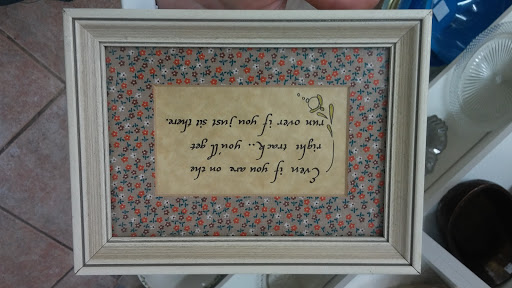 Even if you are on the
right track.. you'll get
run over if you just sit there.